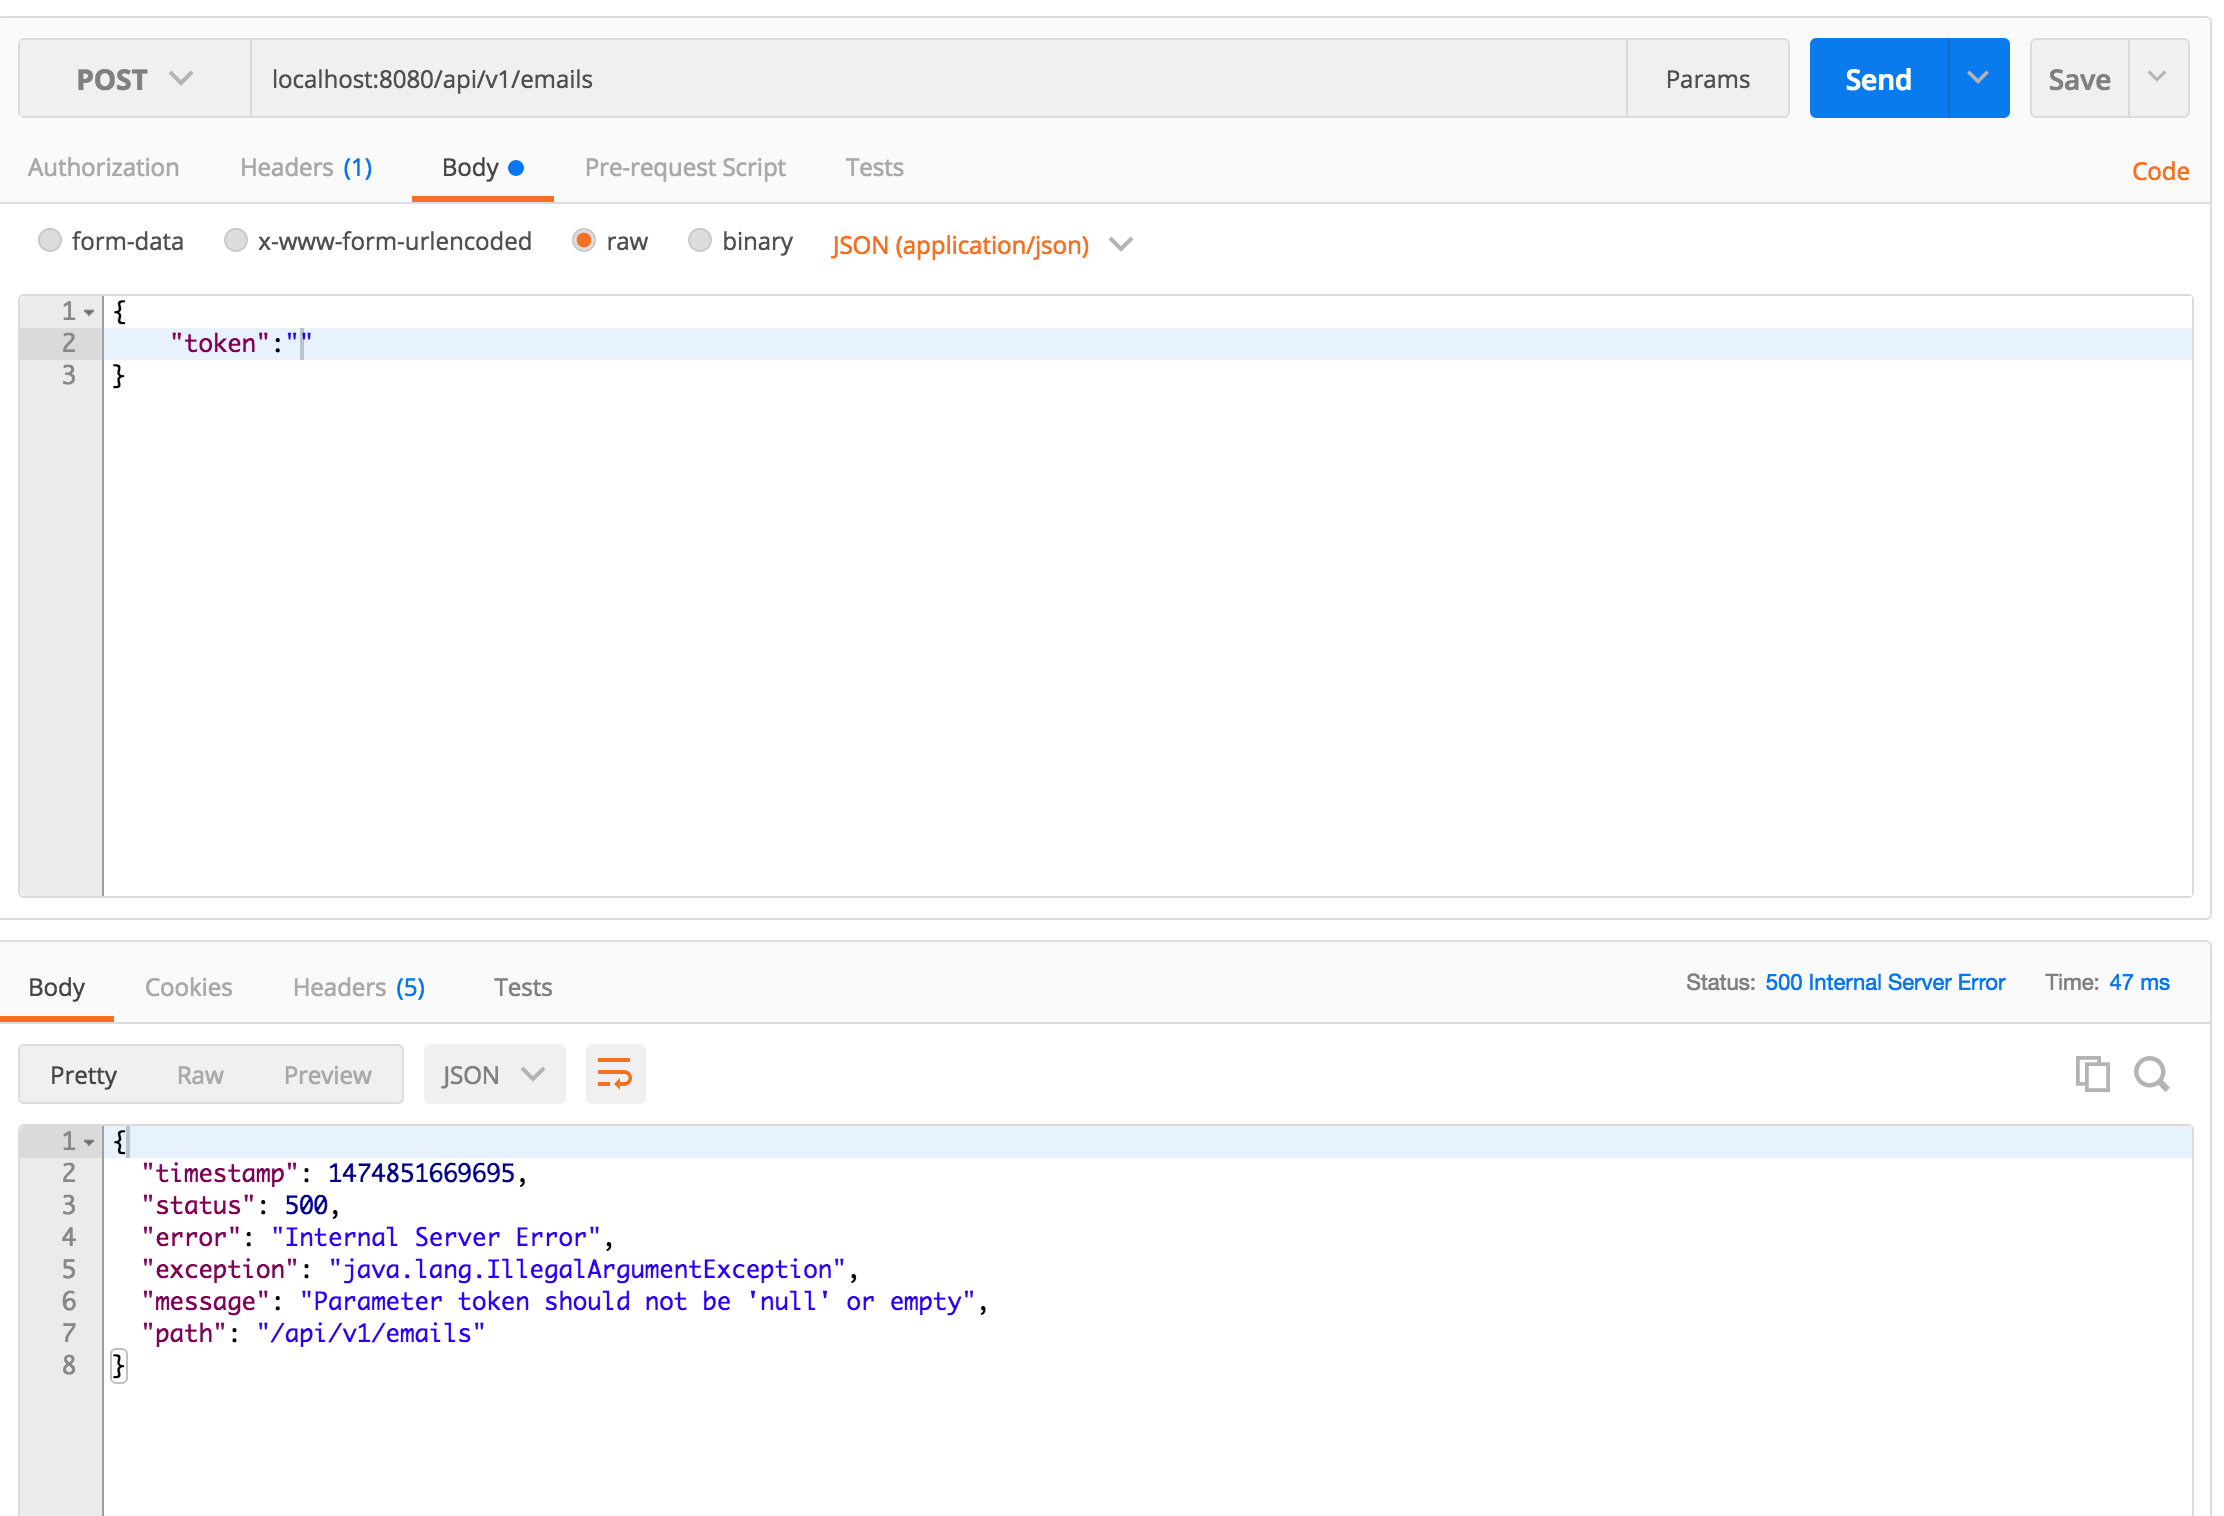 POST localhost:8080/api/v1/emails Params Send Save
Authorization Headers (1) Body Pre-request Script Tests Code
form-data x-www-form-urlencoded raw binary JSON (application/json)
1 {
2 "token":""
3 }
Body Cookies Headers (5) Tests Status: 500 Internal Server Error Time: 47 ms
Pretty Raw Preview JSON
1 {
2 "timestamp": 1474851669695,
3 "status": 500,
4 "error": "Internal Server Error",
5 "exception": "java.lang.IllegalArgumentException",
6 "message": "Parameter token should not be 'null' or empty",
7 "path": "/api/v1/emails"
8 }